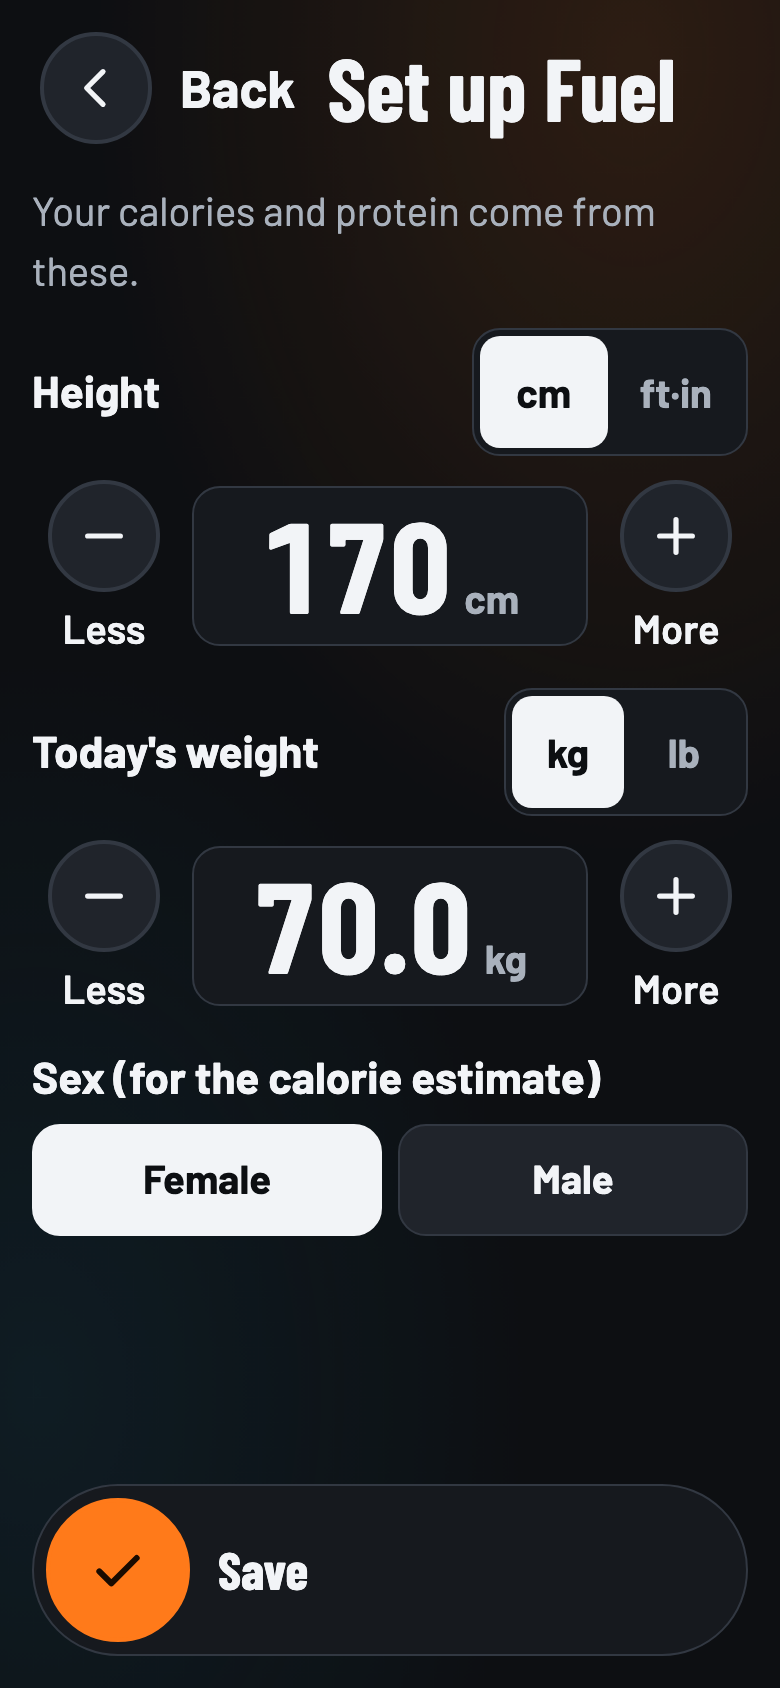 Back Set up Fuel
Your calories and protein come from
these.
Height
cm ft·in
170 cm
Less More
Today's weight
kg lb
70.0 kg
Less More
Sex (for the calorie estimate)
Female Male
Save